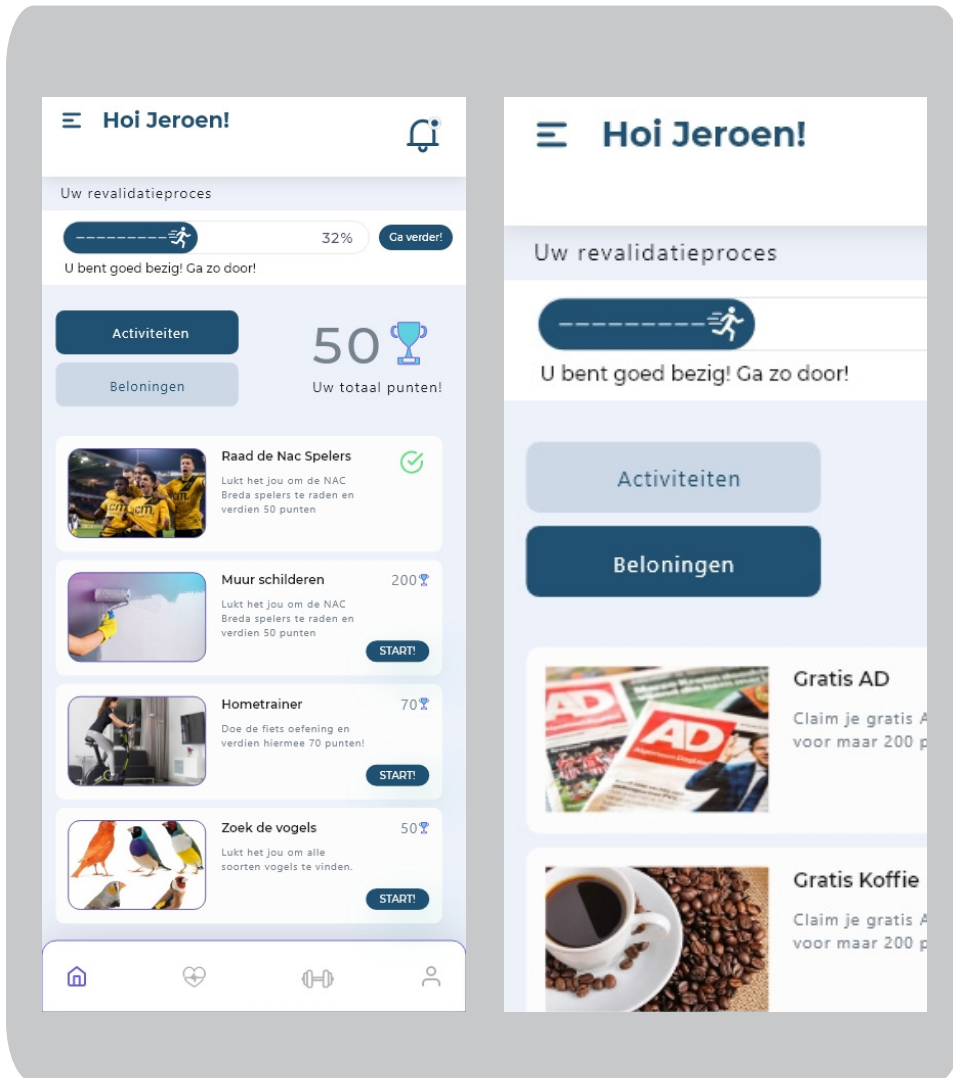 Hoi Jeroen!
Uw revalidatieproces
32%
Ga verder!
U bent goed bezig! Ga zo door!
Activiteiten
Beloningen
50
Uw totaal punten!
Raad de Nac Spelers
Lukt het jou om de NAC
Breda spelers te raden en
verdien 50 punten
cm.
cm
Muur schilderen
200
Lukt het jou om de NAC
Breda spelers te raden en
verdien 50 punten
START!
Hometrainer
70
Doe de fiets oefening en
verdien hiermee 70 punten!
START!
Zoek de vogels
50
Lukt het jou om alle
soorten vogels te vinden.
START!
Hoi Jeroen!
Uw revalidatieproces
U bent goed bezig! Ga zo door!
Activiteiten
Beloningen
AD
AD
Gratis AD
Claim je gratis A
voor maar 200 p
Gratis Koffie
Claim je gratis A
voor maar 200 p